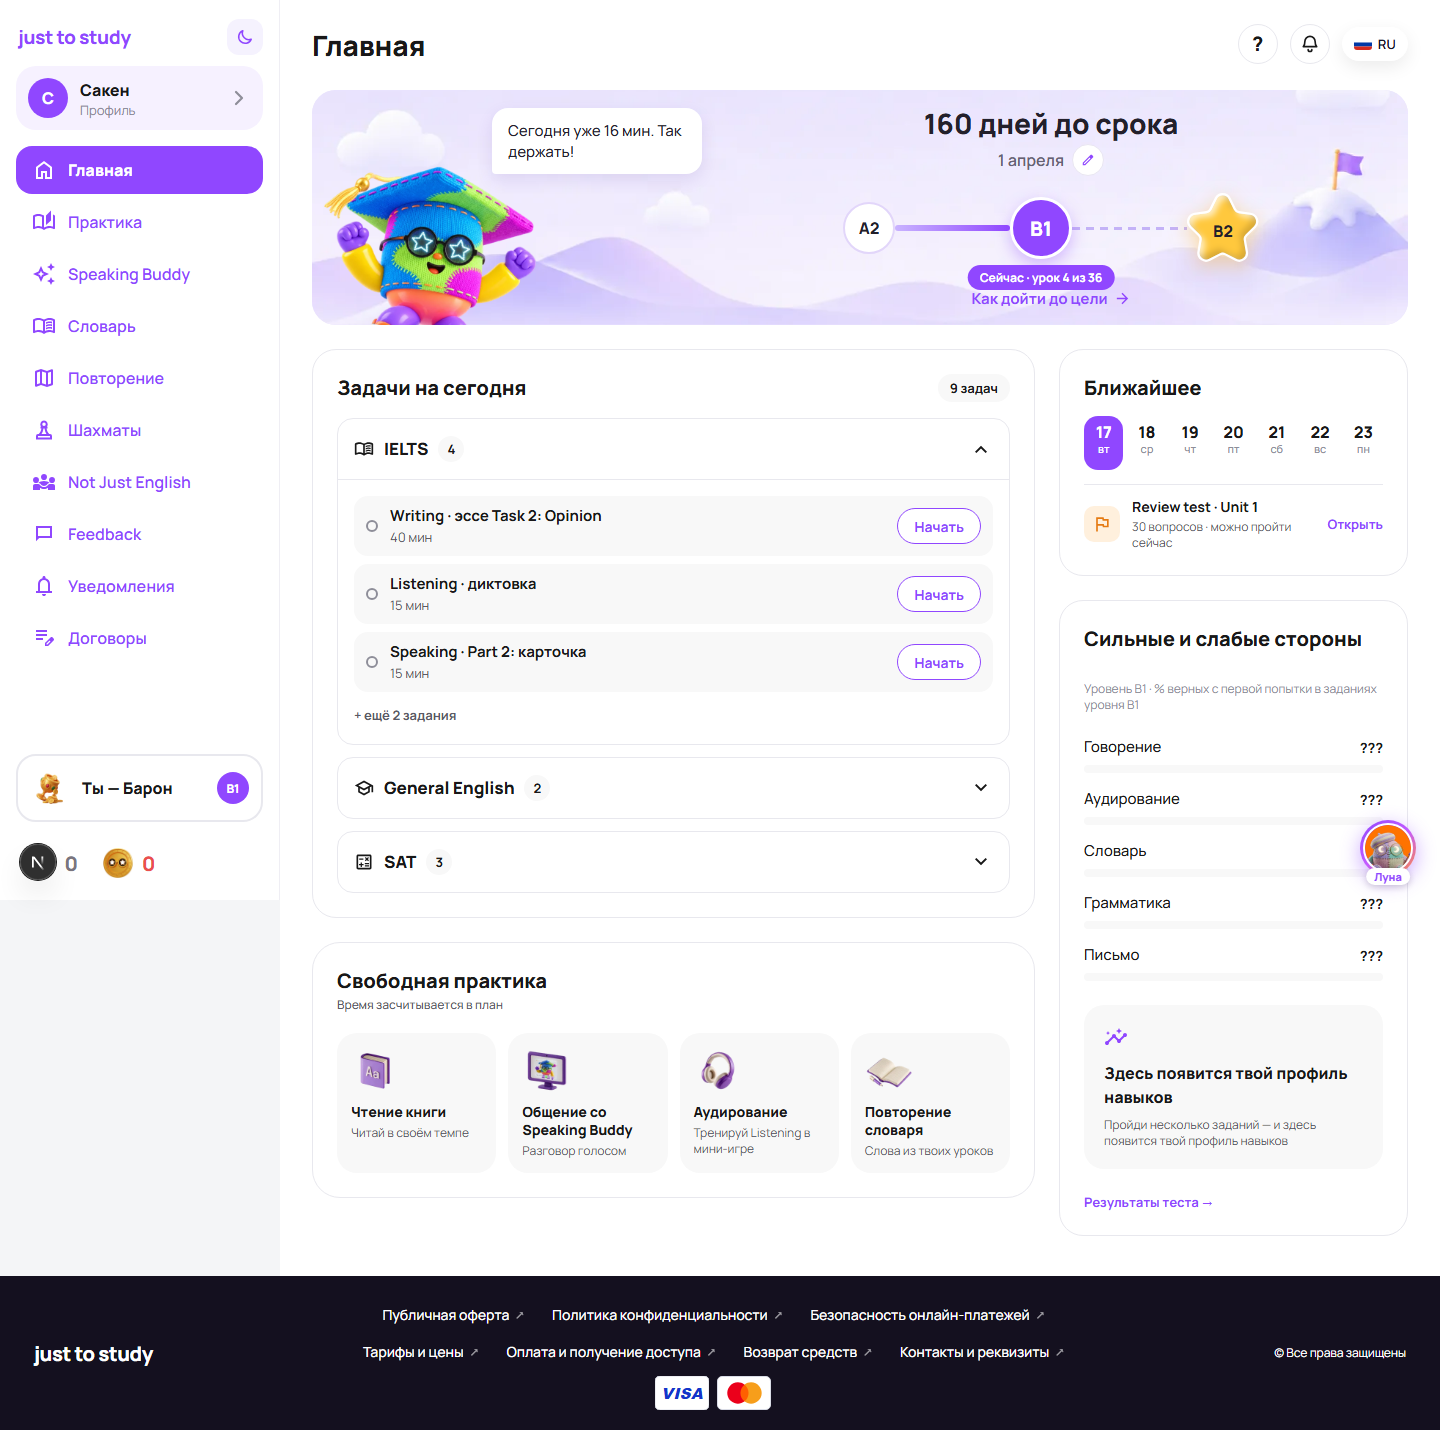 just to study
С
Сакен
Профиль
Главная
Практика
Speaking Buddy
Словарь
Повторение
Шахматы
Not Just English
Feedback
Уведомления
Договоры
Ты — Барон
B1
N
0
0
Главная
?
RU
Сегодня уже 16 мин. Так
держать!
160 дней до срока
1 апреля
A2
B1
B2
Сейчас · урок 4 из 36
Как дойти до цели →
Задачи на сегодня
9 задач
IELTS 4
Writing · эссе Task 2: Opinion
40 мин
Начать
Listening · диктовка
15 мин
Начать
Speaking · Part 2: карточка
15 мин
Начать
+ ещё 2 задания
General English 2
SAT 3
Свободная практика
Время засчитывается в план
Aa
Чтение книги
Читай в своём темпе
Общение со
Speaking Buddy
Разговор голосом
Аудирование
Тренируй Listening в
мини-игре
Повторение
словаря
Слова из твоих уроков
Ближайшее
17 18 19 20 21 22 23
вт ср чт пт сб вс пн
Review test · Unit 1
30 вопросов · можно пройти
сейчас
Открыть
Сильные и слабые стороны
Уровень B1 · % верных с первой попытки в заданиях
уровня B1
Говорение ???
Аудирование ???
Словарь
Луна
Грамматика ???
Письмо ???
Здесь появится твой профиль
навыков
Пройди несколько заданий — и здесь
появится твой профиль навыков
Результаты теста →
just to study
Публичная оферта ↗ Политика конфиденциальности ↗ Безопасность онлайн-платежей ↗
Тарифы и цены ↗ Оплата и получение доступа ↗ Возврат средств ↗ Контакты и реквизиты ↗
VISA
© Все права защищены